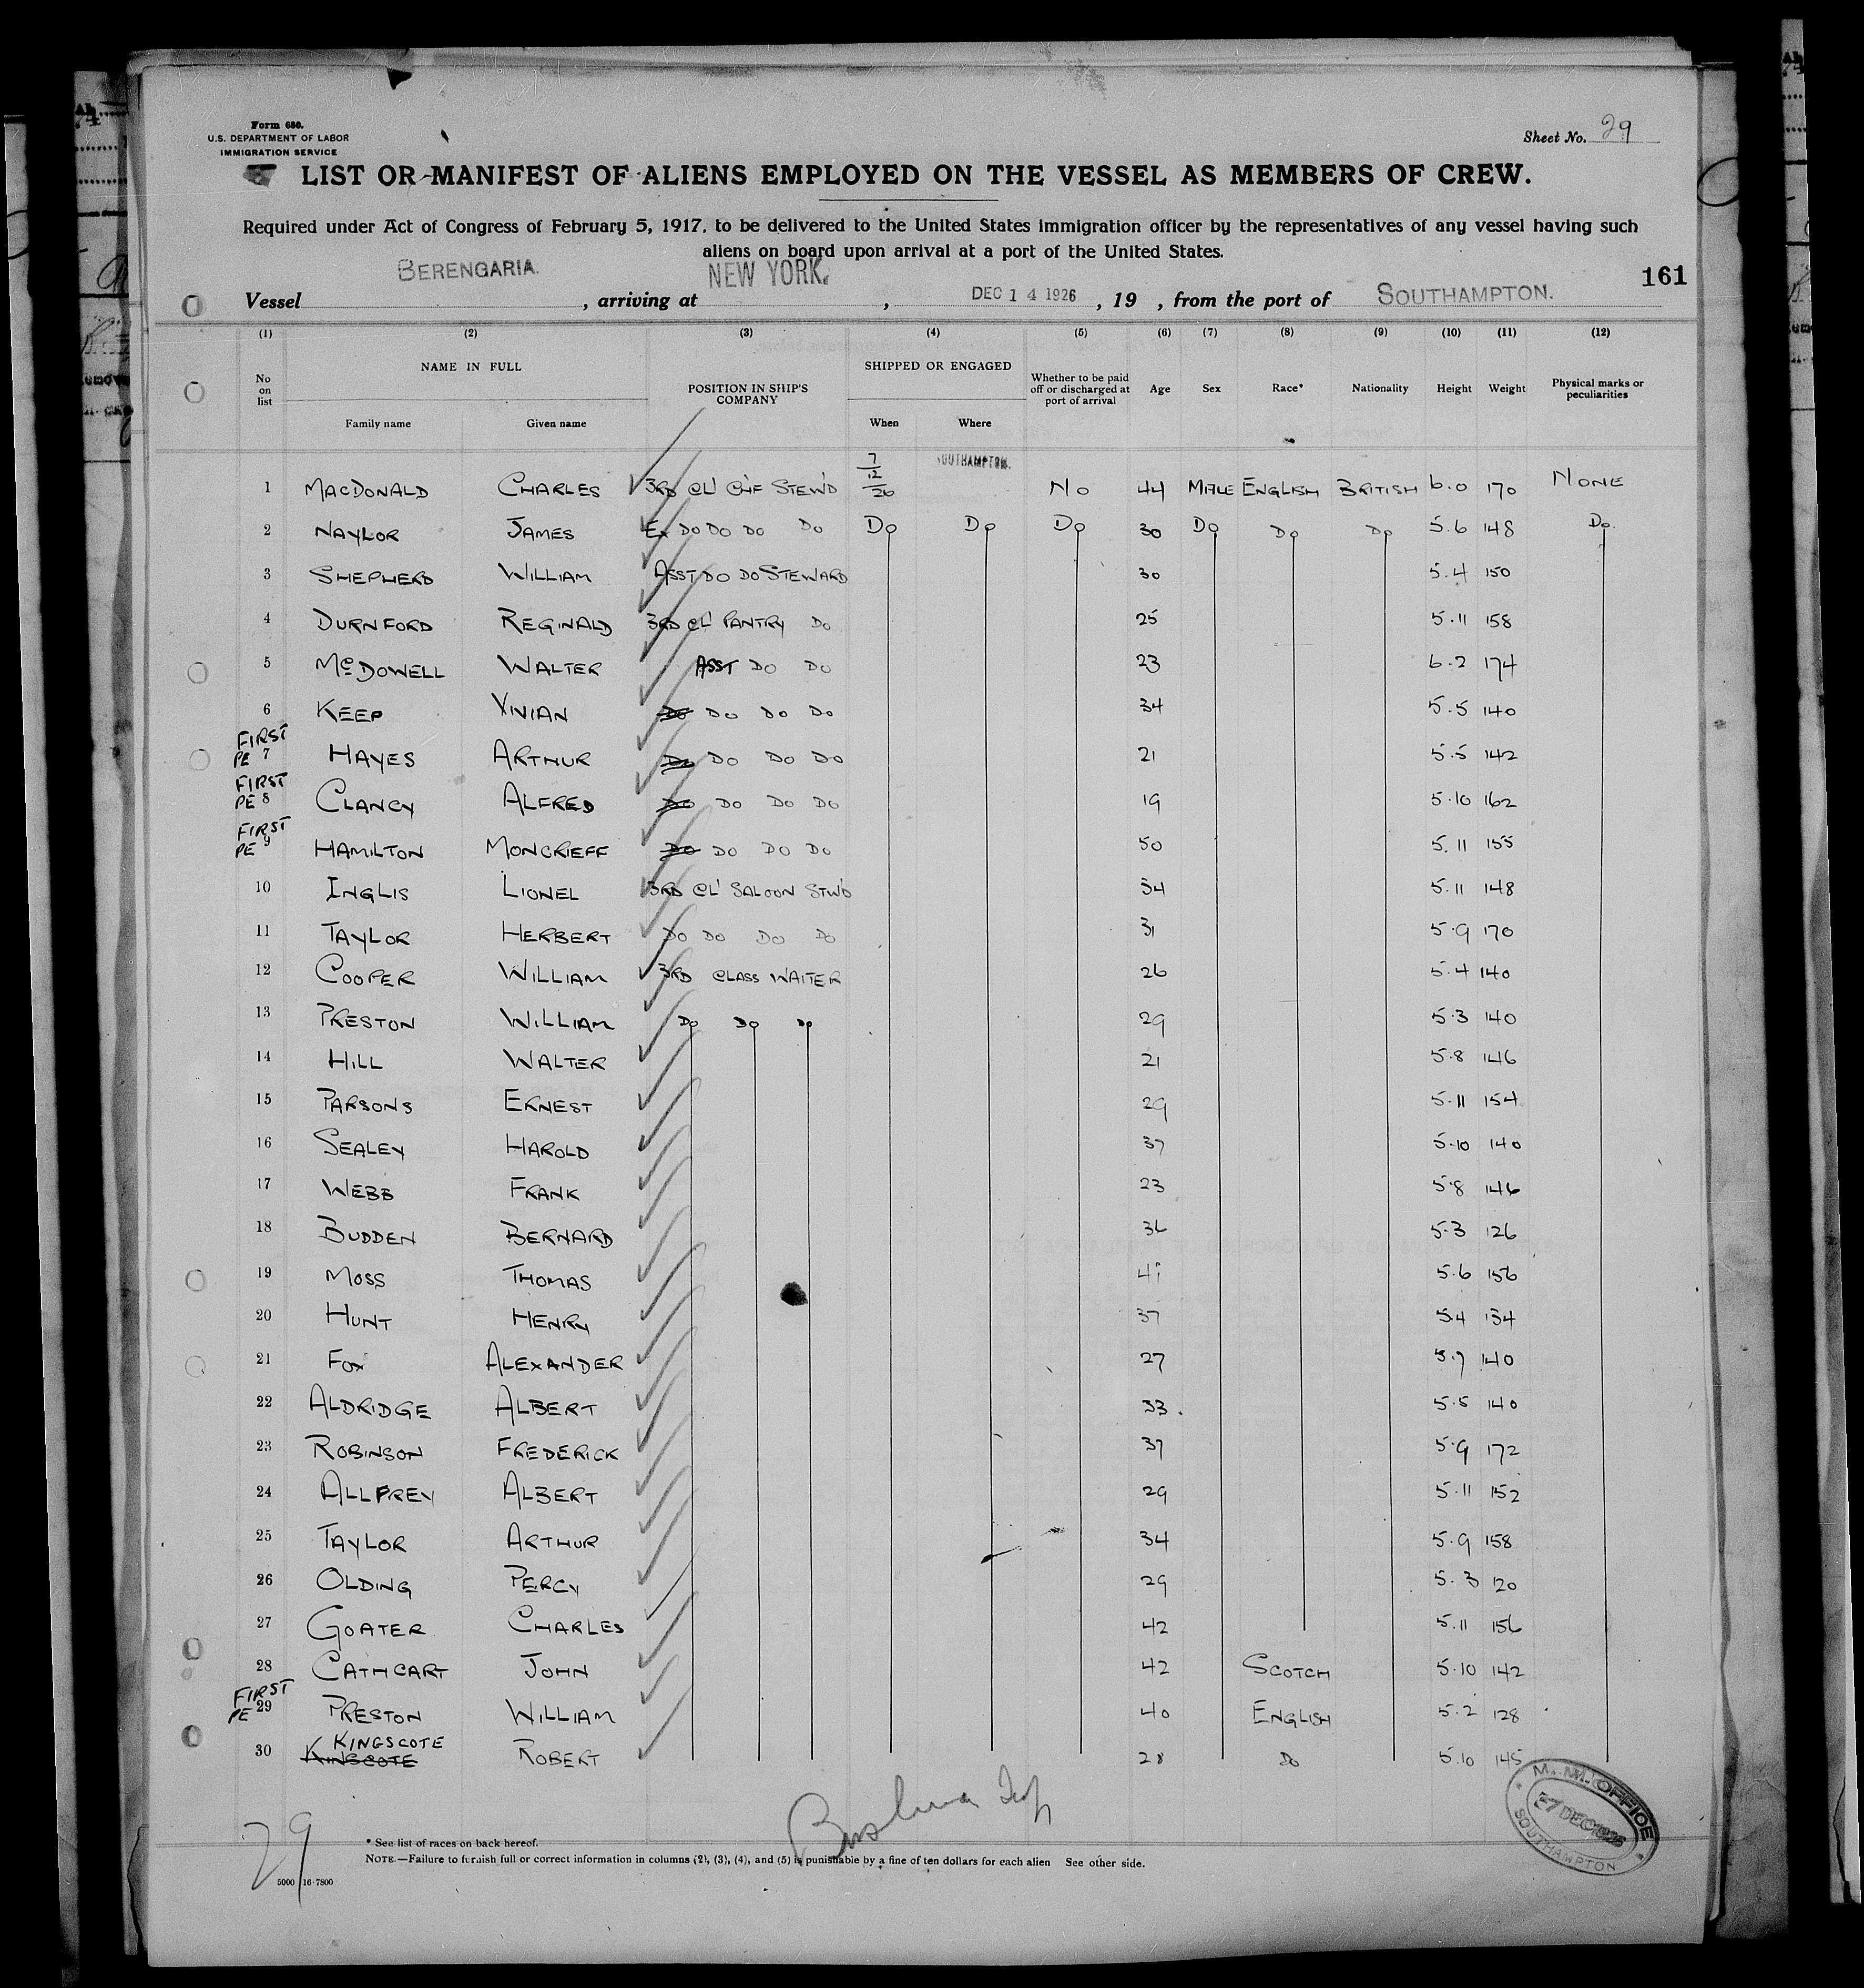 Form 680.
U.S. DEPARTMENT OF LABOR
IMMIGRATION SERVICE
Sheet No. 29
LIST OR MANIFEST OF ALIENS EMPLOYED ON THE VESSEL AS MEMBERS OF CREW.
Required under Act of Congress of February 5, 1917, to be delivered to the United States immigration officer by the representatives of any vessel having such
aliens on board upon arrival at a port of the United States.
161
Vessel BERENGARIA. , arriving at NEW YORK. , DEC 14 1926 , 19 , from the port of SOUTHAMPTON.
(1) (2) (3) (4) (5) (6) (7) (8) (9) (10) (11) (12)
No on list NAME IN FULL POSITION IN SHIP'S COMPANY SHIPPED OR ENGAGED Whether to be paid off or discharged at port of arrival Age Sex Race* Nationality Height Weight Physical marks or peculiarities
Family name Given name When Where
1 MACDONALD CHARLES 3RD CL' CH'F STEW'D 7/12/26 SOUTHAMPTON. NO 44 MALE ENGLISH BRITISH 6.0 170 NONE
2 NAYLOR JAMES Ex DO DO DO DO Do Do Do 30 Do Do Do 5.6 148 Do.
3 SHEPHERD WILLIAM ASST DO DO STEWARD 30 5.4 150
4 DURNFORD REGINALD 3RD CL' PANTRY DO 25 5.11 158
5 McDOWELL WALTER ASST DO DO 23 6.2 174
6 KEEP VIVIAN DO DO DO DO 34 5.5 140
FIRST
PE 7 HAYES ARTHUR DO DO DO DO 21 5.5 142
FIRST
PE 8 CLANCY ALFRED DO DO DO DO 19 5.10 162
FIRST
PE 9 HAMILTON MONCRIEFF DO DO DO DO 50 5.11 155
10 INGLIS LIONEL 3RD CL' SALOON STW'D 34 5.11 148
11 TAYLOR HERBERT DO DO DO DO 31 5.9 170
12 COOPER WILLIAM 3RD CLASS WAITER 26 5.4 140
13 PRESTON WILLIAM Do Do Do 29 5.3 140
14 HILL WALTER 21 5.8 146
15 PARSONS ERNEST 29 5.11 154
16 SEALEY HAROLD 37 5.10 140
17 WEBB FRANK 23 5.8 146
18 BUDDEN BERNARD 36 5.3 126
19 MOSS THOMAS 41 5.6 156
20 HUNT HENRY 37 5.4 134
21 FOX ALEXANDER 27 5.7 140
22 ALDRIDGE ALBERT 33 5.5 140
23 ROBINSON FREDERICK 37 5.9 172
24 ALLFREY ALBERT 29 5.11 152
25 TAYLOR ARTHUR 34 5.9 158
26 OLDING PERCY 29 5.3 120
27 GOATER CHARLES 42 5.11 156
28 CATHCART JOHN 42 SCOTCH 5.10 142
FIRST
PE 29 PRESTON WILLIAM 40 ENGLISH 5.2 128
KINGSCOTE
30 KINGSCOTE ROBERT 28 DO 5.10 145
M.M. OFFICE
7 DEC 1926
SOUTHAMPTON
29
* See list of races on back hereof.
NOTE.—Failure to furnish full or correct information in columns (2), (3), (4), and (5) is punishable by a fine of ten dollars for each alien See other side.
5000 16-7800